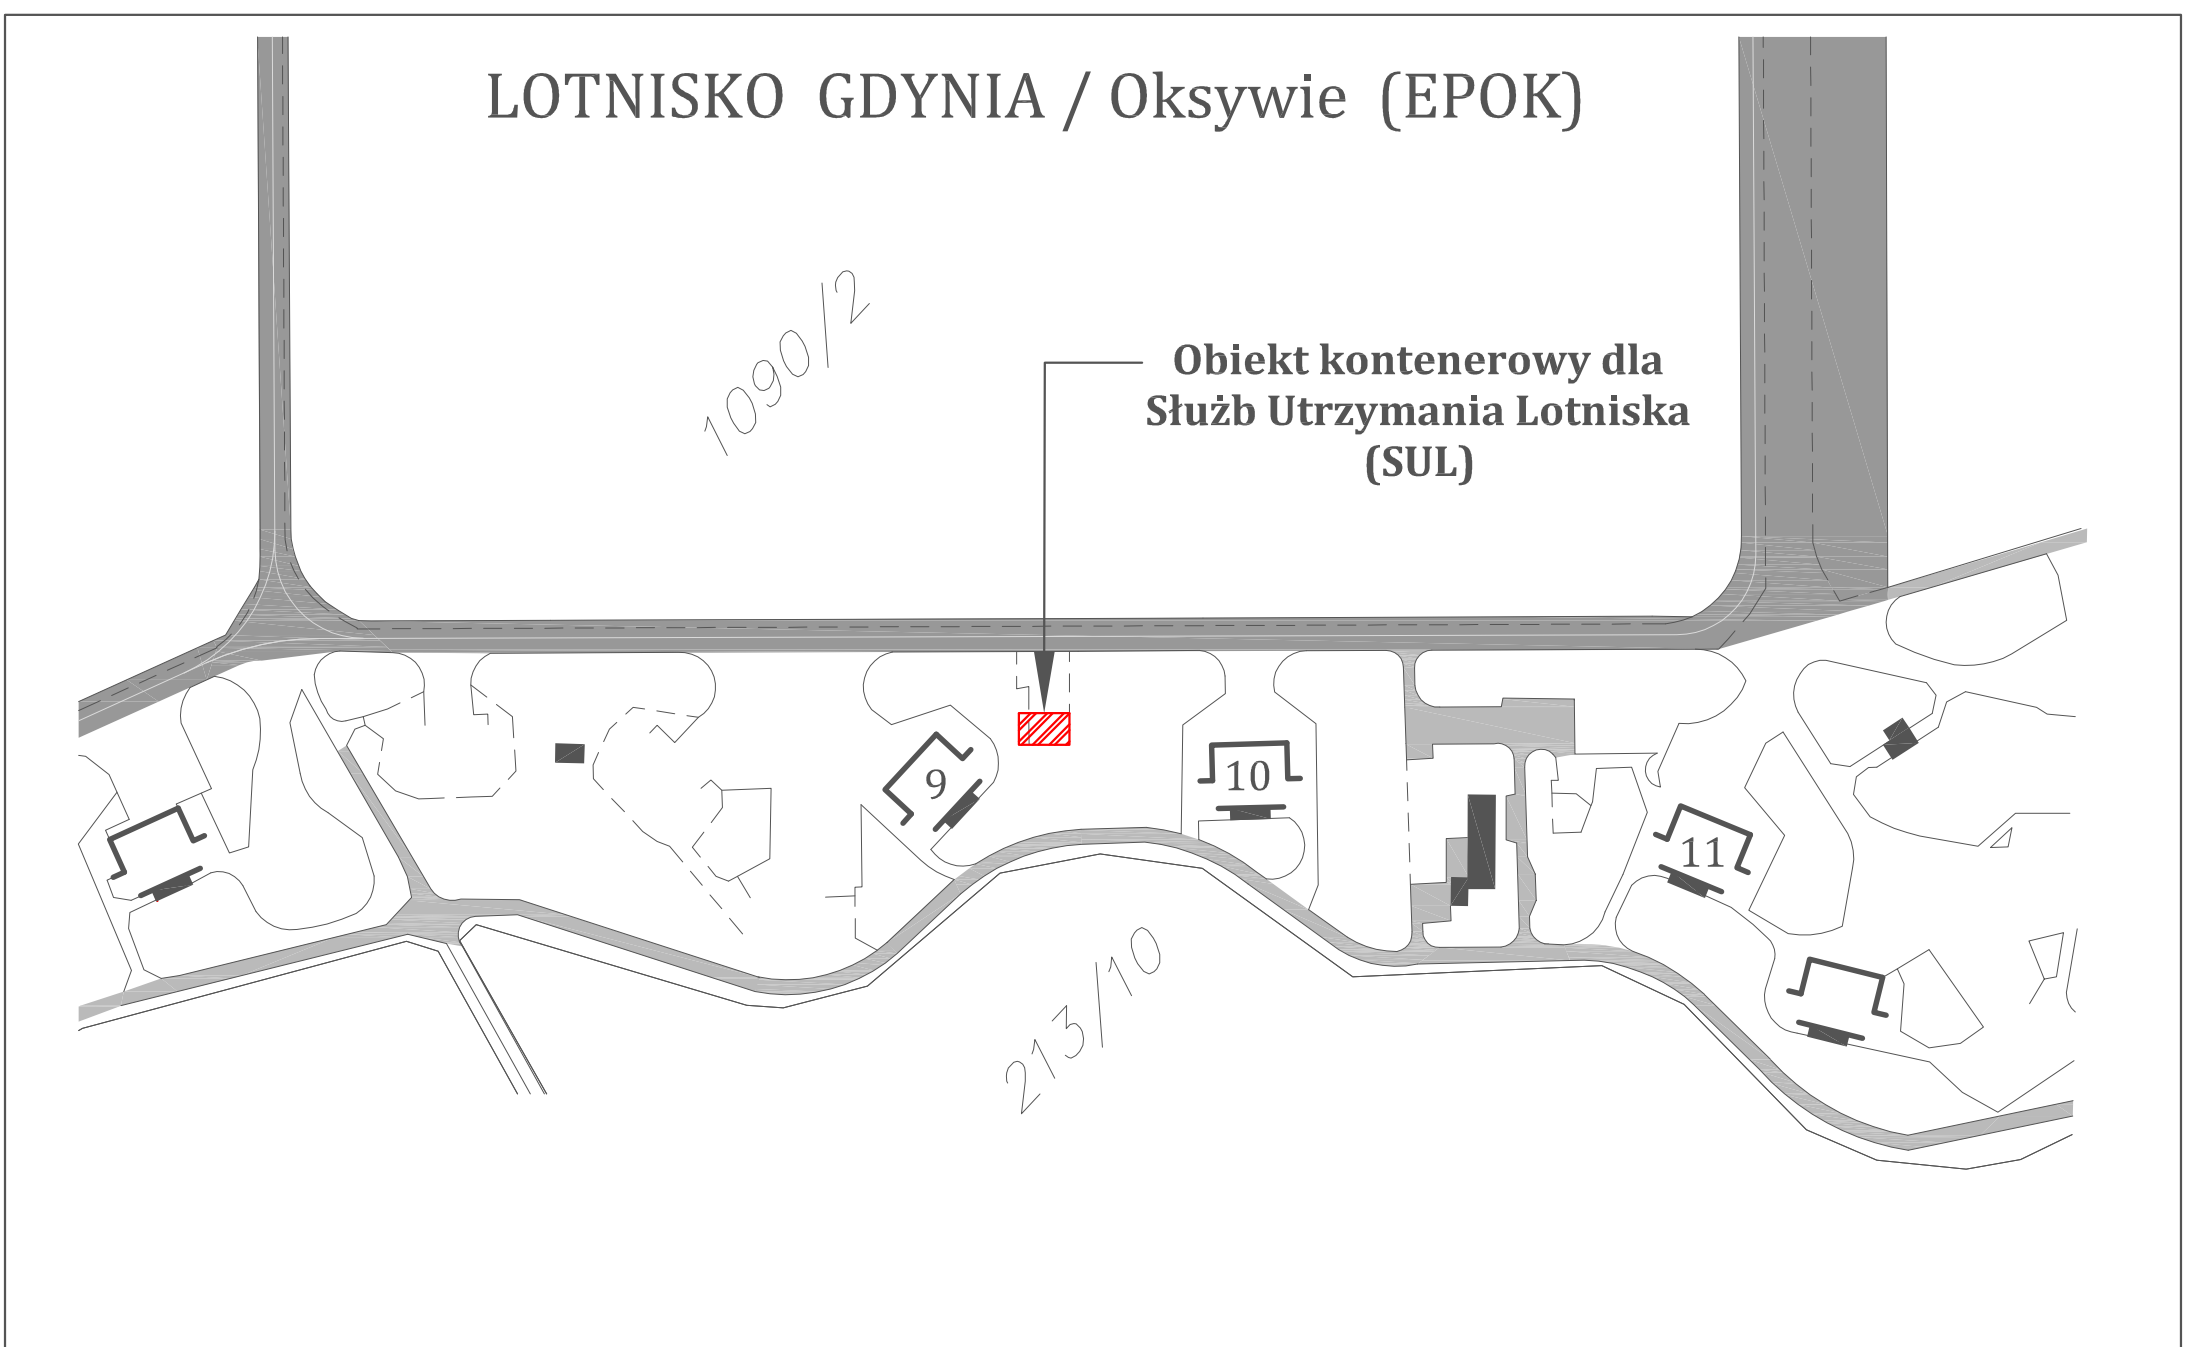 LOTNISKO GDYNIA / Oksywie (EPOK)
1090/2
Obiekt kontenerowy dla
Służb Utrzymania Lotniska
(SUL)
9
10
11
213/10